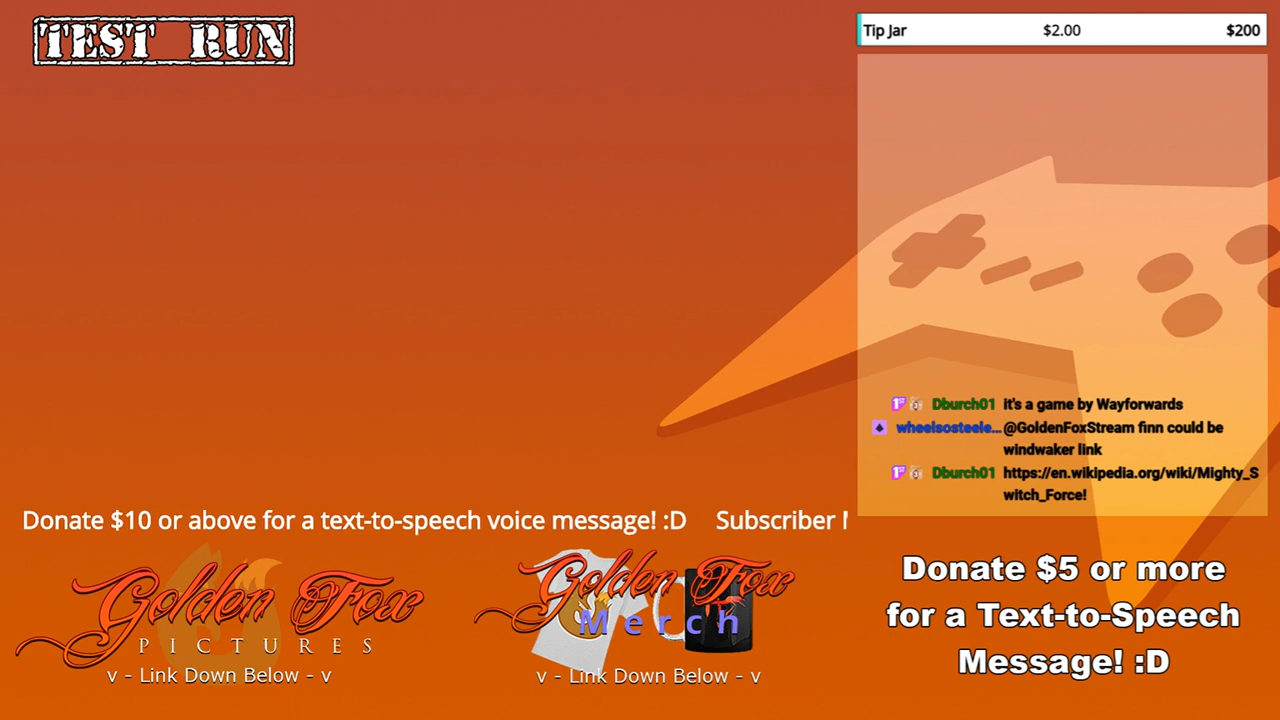 TEST RUN
Tip Jar $2.00 $200
Dburch01 it's a game by Wayforwards
wheelsosteele... @GoldenFoxStream finn could be
windwaker link
Dburch01 https://en.wikipedia.org/wiki/Mighty_S
witch_Force!
Donate $10 or above for a text-to-speech voice message! :D Subscriber
Golden Fox
PICTURES
v - Link Down Below - v
Golden Fox
Merch
v - Link Down Below - v
Donate $5 or more
for a Text-to-Speech
Message! :D